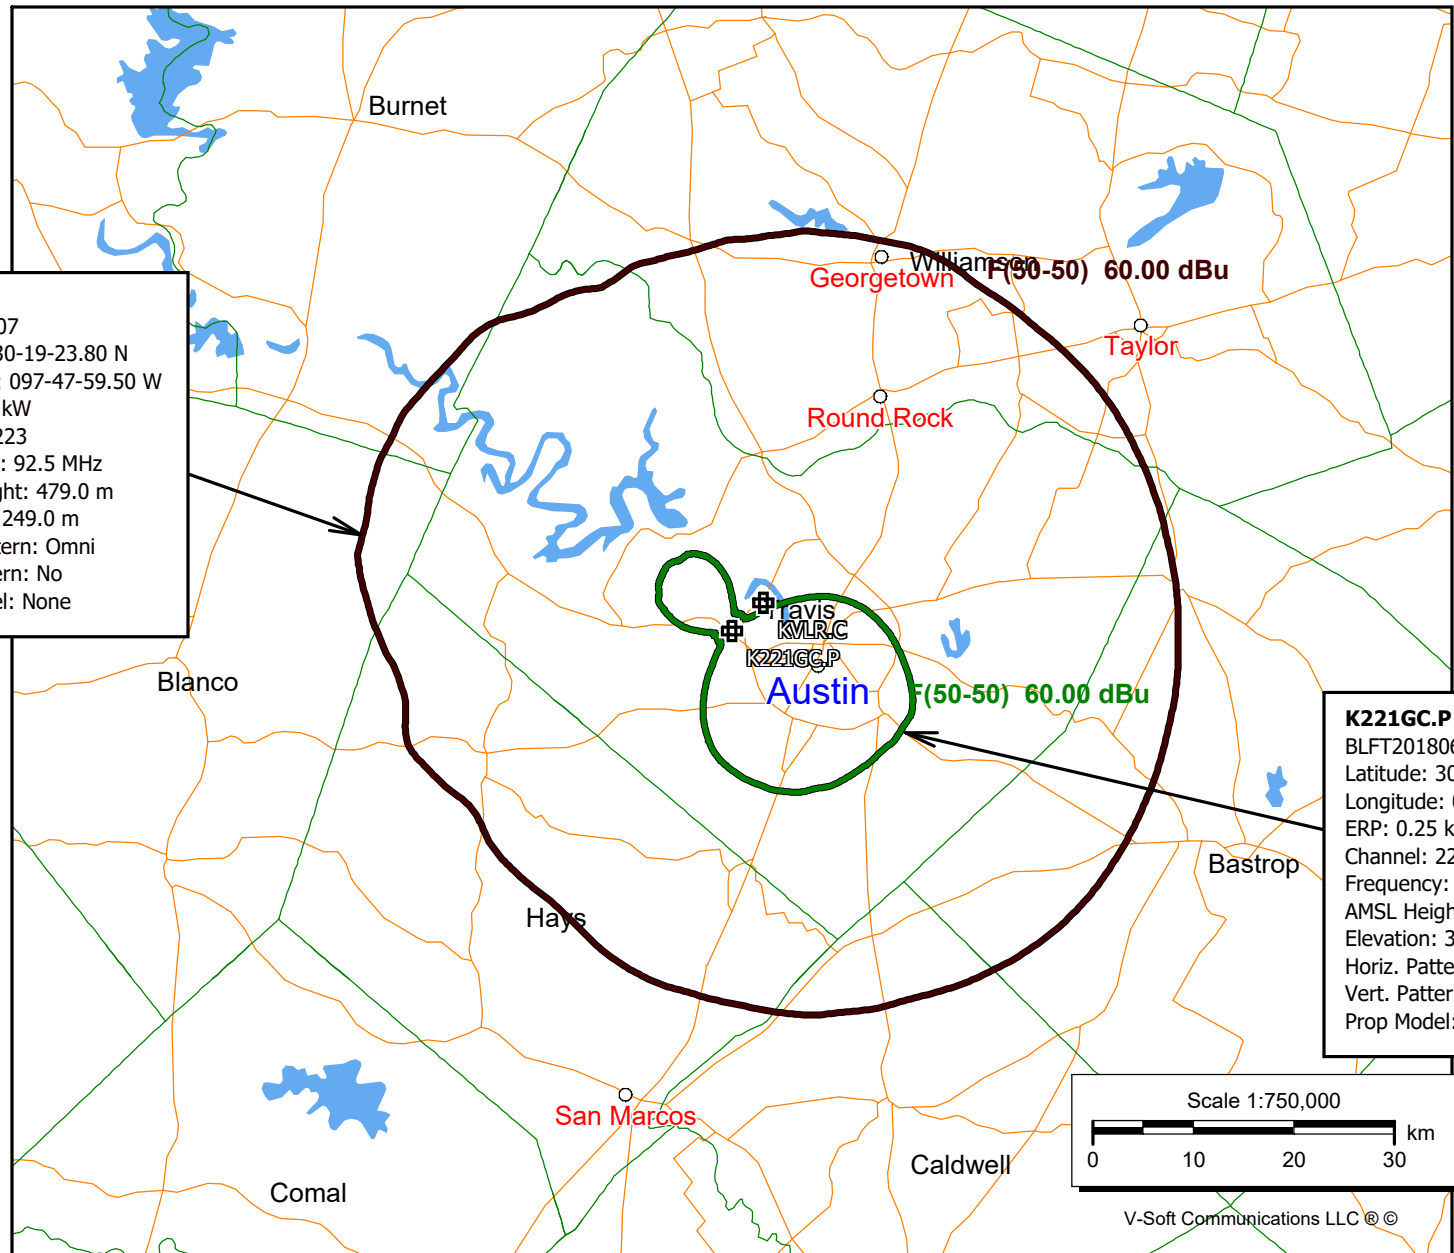 Burnet
Williamson
F(50-50) 60.00 dBu
Georgetown
Taylor
Round Rock
07
30-19-23.80 N
: 097-47-59.50 W
kW
223
: 92.5 MHz
ght: 479.0 m
249.0 m
tern: Omni
ern: No
el: None
Travis
KVLR.C
K221GC.P
Austin
F(50-50) 60.00 dBu
Blanco
K221GC.P
BLFT201806
Latitude: 30
Longitude: 0
ERP: 0.25 k
Channel: 22
Frequency:
AMSL Heigh
Elevation: 3
Horiz. Patte
Vert. Patter
Prop Model:
Bastrop
Hays
San Marcos
Caldwell
Comal
Scale 1:750,000
km
0 10 20 30
V-Soft Communications LLC ® ©